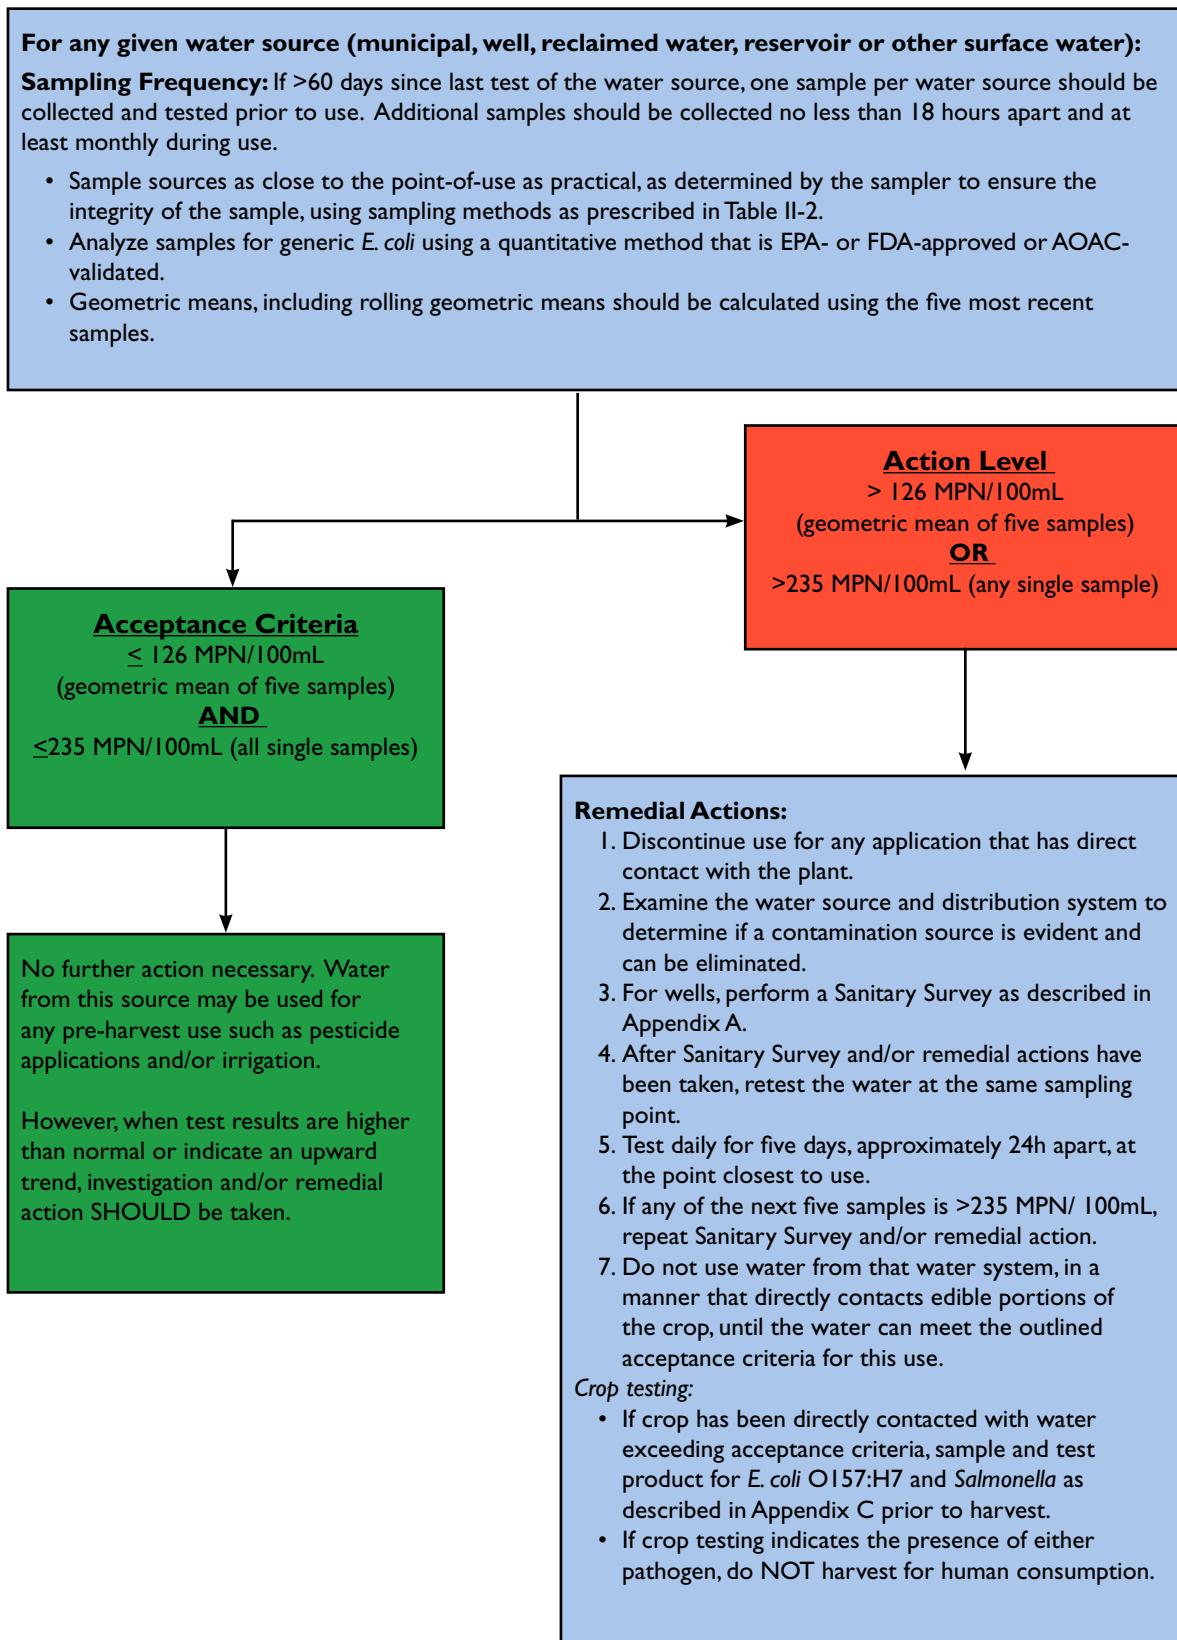 For any given water source (municipal, well, reclaimed water, reservoir or other surface water):
Sampling Frequency: If >60 days since last test of the water source, one sample per water source should be
collected and tested prior to use. Additional samples should be collected no less than 18 hours apart and at
least monthly during use.
• Sample sources as close to the point-of-use as practical, as determined by the sampler to ensure the
integrity of the sample, using sampling methods as prescribed in Table II-2.
• Analyze samples for generic E. coli using a quantitative method that is EPA- or FDA-approved or AOAC-
validated.
• Geometric means, including rolling geometric means should be calculated using the five most recent
samples.
Action Level
> 126 MPN/100mL
(geometric mean of five samples)
OR
>235 MPN/100mL (any single sample)
Acceptance Criteria
≤ 126 MPN/100mL
(geometric mean of five samples)
AND
≤235 MPN/100mL (all single samples)
No further action necessary. Water
from this source may be used for
any pre-harvest use such as pesticide
applications and/or irrigation.
However, when test results are higher
than normal or indicate an upward
trend, investigation and/or remedial
action SHOULD be taken.
Remedial Actions:
1. Discontinue use for any application that has direct
contact with the plant.
2. Examine the water source and distribution system to
determine if a contamination source is evident and
can be eliminated.
3. For wells, perform a Sanitary Survey as described in
Appendix A.
4. After Sanitary Survey and/or remedial actions have
been taken, retest the water at the same sampling
point.
5. Test daily for five days, approximately 24h apart, at
the point closest to use.
6. If any of the next five samples is >235 MPN/ 100mL,
repeat Sanitary Survey and/or remedial action.
7. Do not use water from that water system, in a
manner that directly contacts edible portions of
the crop, until the water can meet the outlined
acceptance criteria for this use.
Crop testing:
• If crop has been directly contacted with water
exceeding acceptance criteria, sample and test
product for E. coli O157:H7 and Salmonella as
described in Appendix C prior to harvest.
• If crop testing indicates the presence of either
pathogen, do NOT harvest for human consumption.